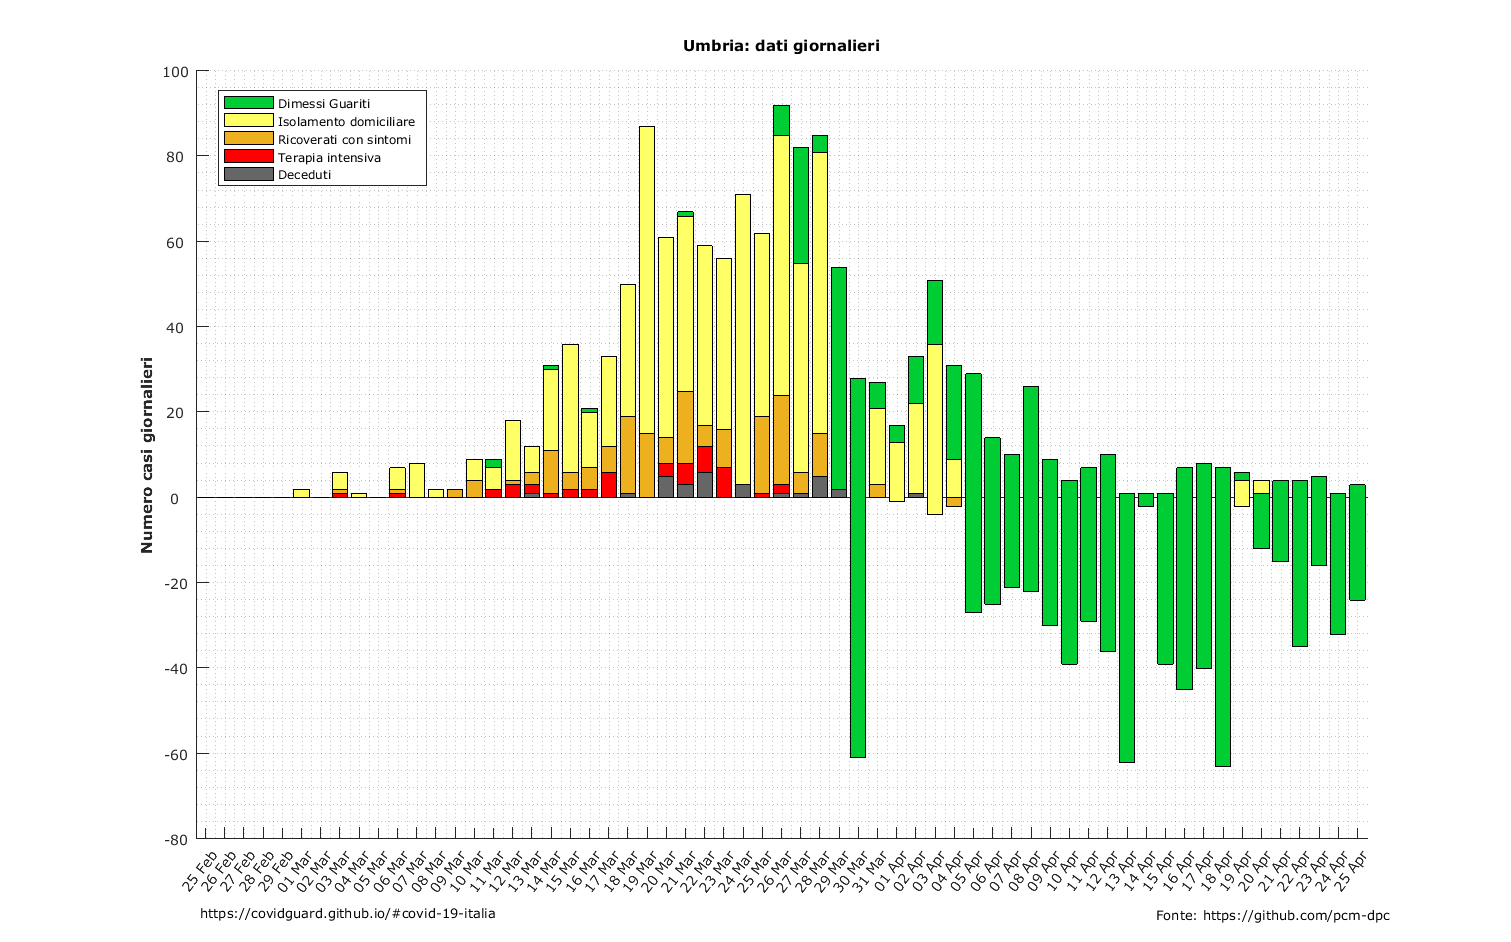 Umbria: dati giornalieri
Dimessi Guariti
Isolamento domiciliare
Ricoverati con sintomi
Terapia intensiva
Deceduti
Numero casi giornalieri
100
80
60
40
20
0
-20
-40
-60
-80
25 Feb
26 Feb
27 Feb
28 Feb
29 Feb
01 Mar
02 Mar
03 Mar
04 Mar
05 Mar
06 Mar
07 Mar
08 Mar
09 Mar
10 Mar
11 Mar
12 Mar
13 Mar
14 Mar
15 Mar
16 Mar
17 Mar
18 Mar
19 Mar
20 Mar
21 Mar
22 Mar
23 Mar
24 Mar
25 Mar
26 Mar
27 Mar
28 Mar
29 Mar
30 Mar
31 Mar
01 Apr
02 Apr
03 Apr
04 Apr
05 Apr
06 Apr
07 Apr
08 Apr
09 Apr
10 Apr
11 Apr
12 Apr
13 Apr
14 Apr
15 Apr
16 Apr
17 Apr
18 Apr
19 Apr
20 Apr
21 Apr
22 Apr
23 Apr
24 Apr
25 Apr
https://covidguard.github.io/#covid-19-italia
Fonte: https://github.com/pcm-dpc